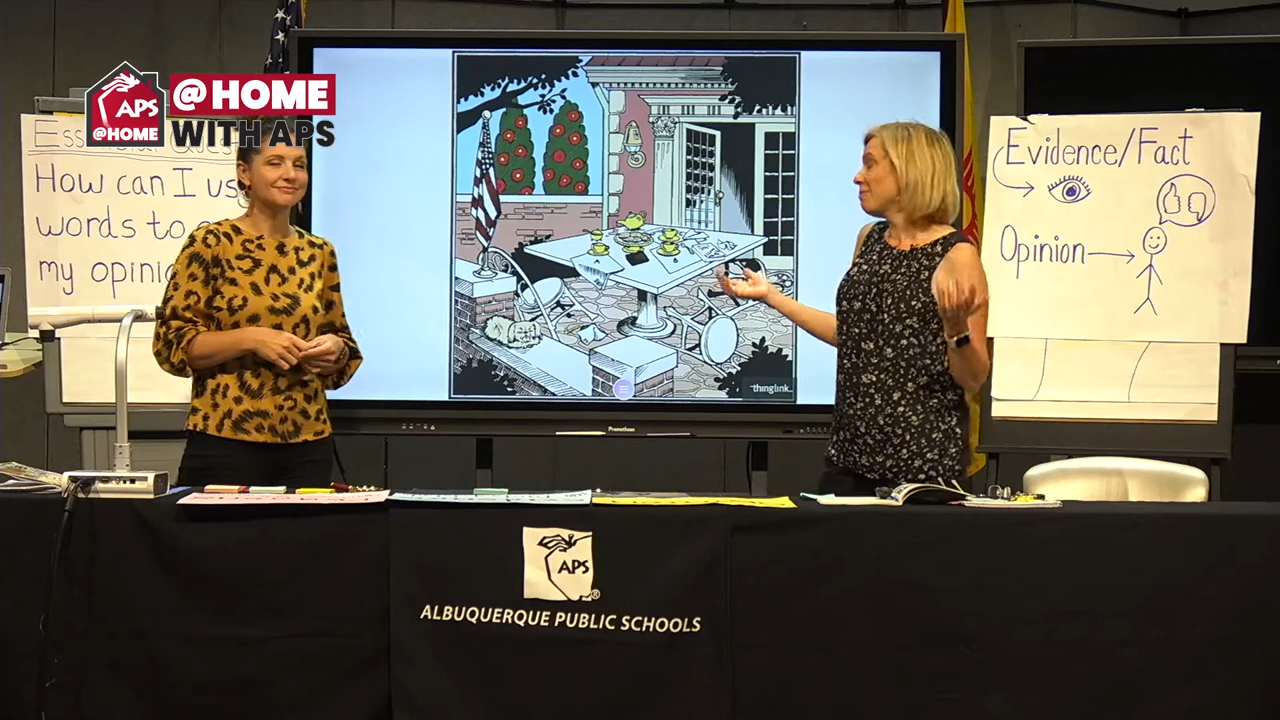 APS
@HOME
@HOME
WITH APS
How can I us
words to
my opini
Evidence/Fact
Opinion
thinglink..
Promethean
APS
®
ALBUQUERQUE PUBLIC SCHOOLS